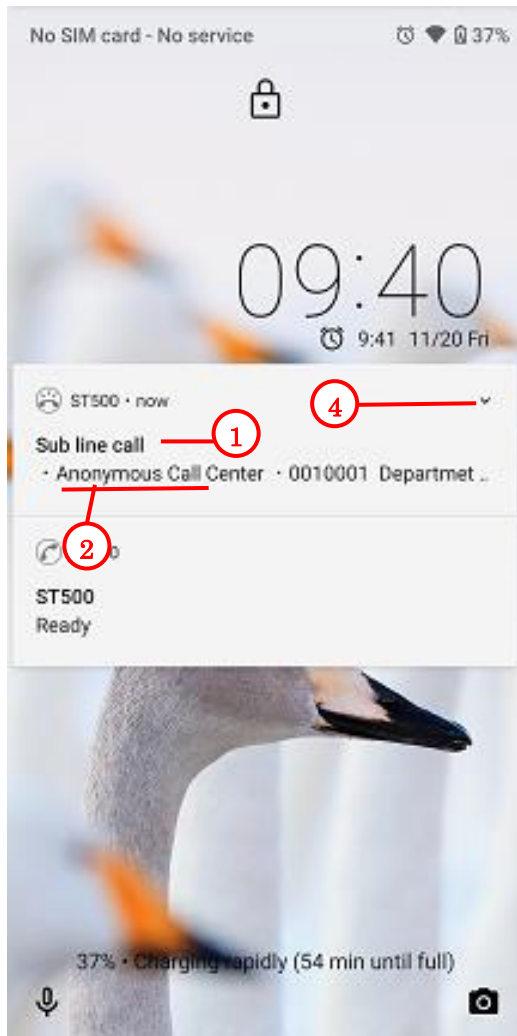 No SIM card - No service 37%
09:40
9:41 11/20 Fri
ST500 • now
4
1
Sub line call
・Anonymous Call Center ・0010001 Departmet ..
2
ST500
Ready
37% • Charging rapidly (54 min until full)